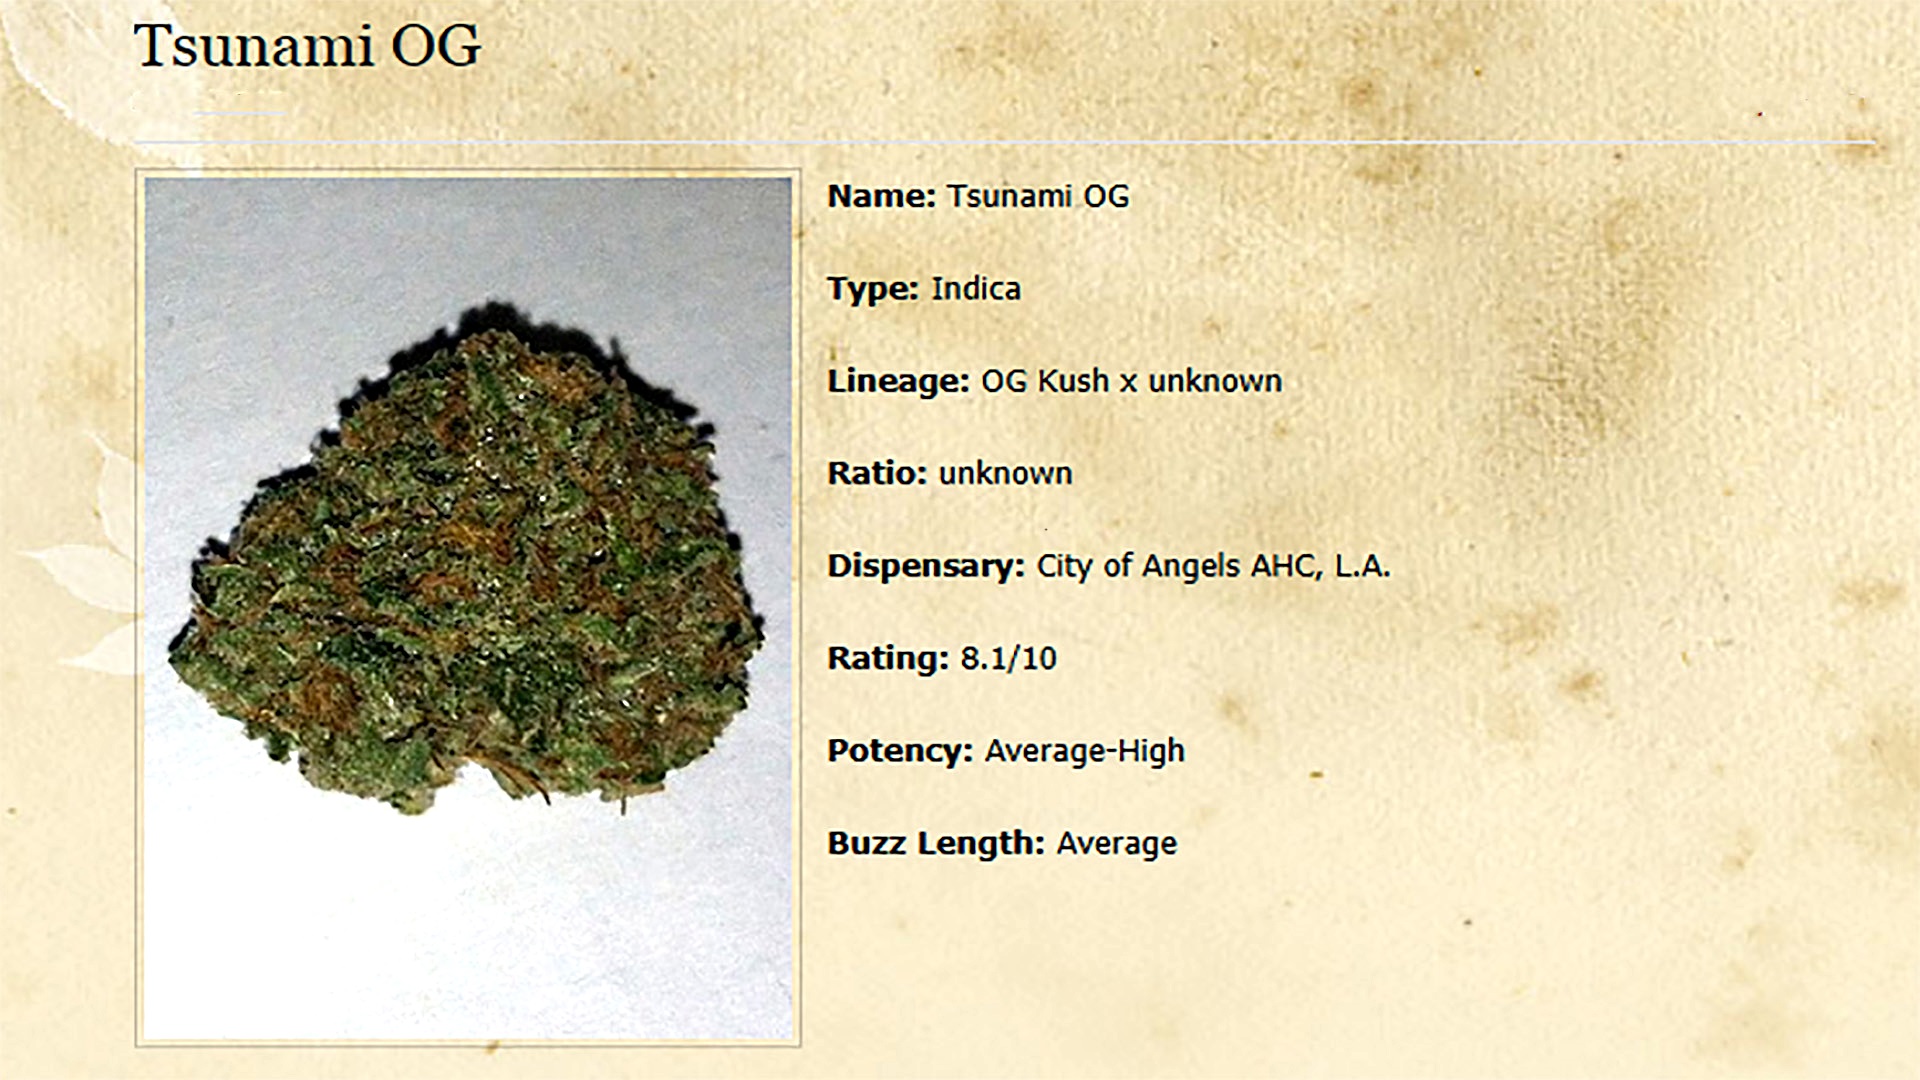 Tsunami OG
Name: Tsunami OG
Type: Indica
Lineage: OG Kush x unknown
Ratio: unknown
Dispensary: City of Angels AHC, L.A.
Rating: 8.1/10
Potency: Average-High
Buzz Length: Average